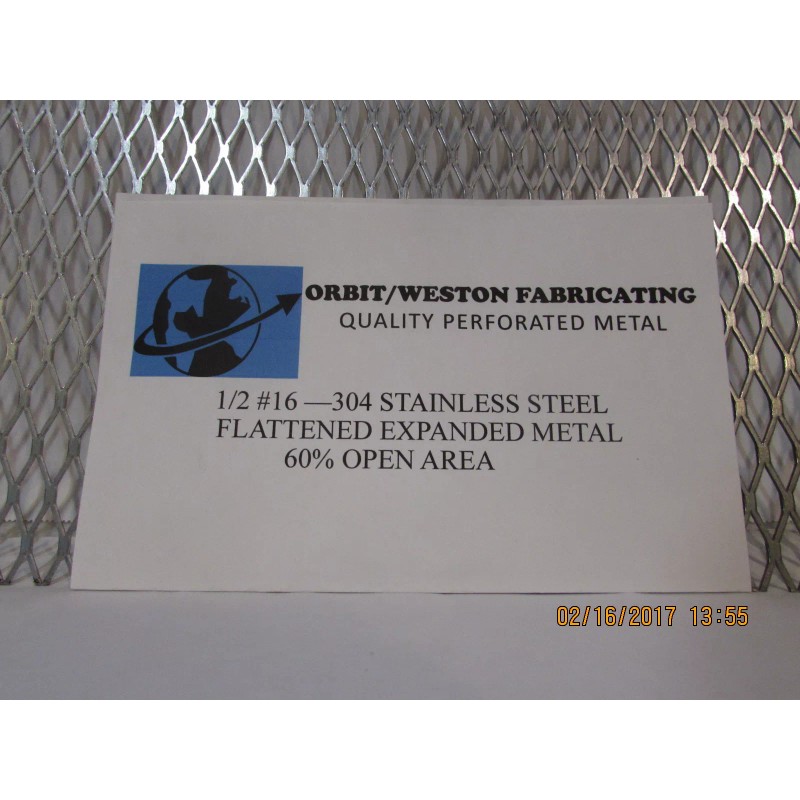 ORBIT/WESTON FABRICATING
QUALITY PERFORATED METAL
1/2 #16 —304 STAINLESS STEEL
FLATTENED EXPANDED METAL
60% OPEN AREA
02/16/2017 13:55